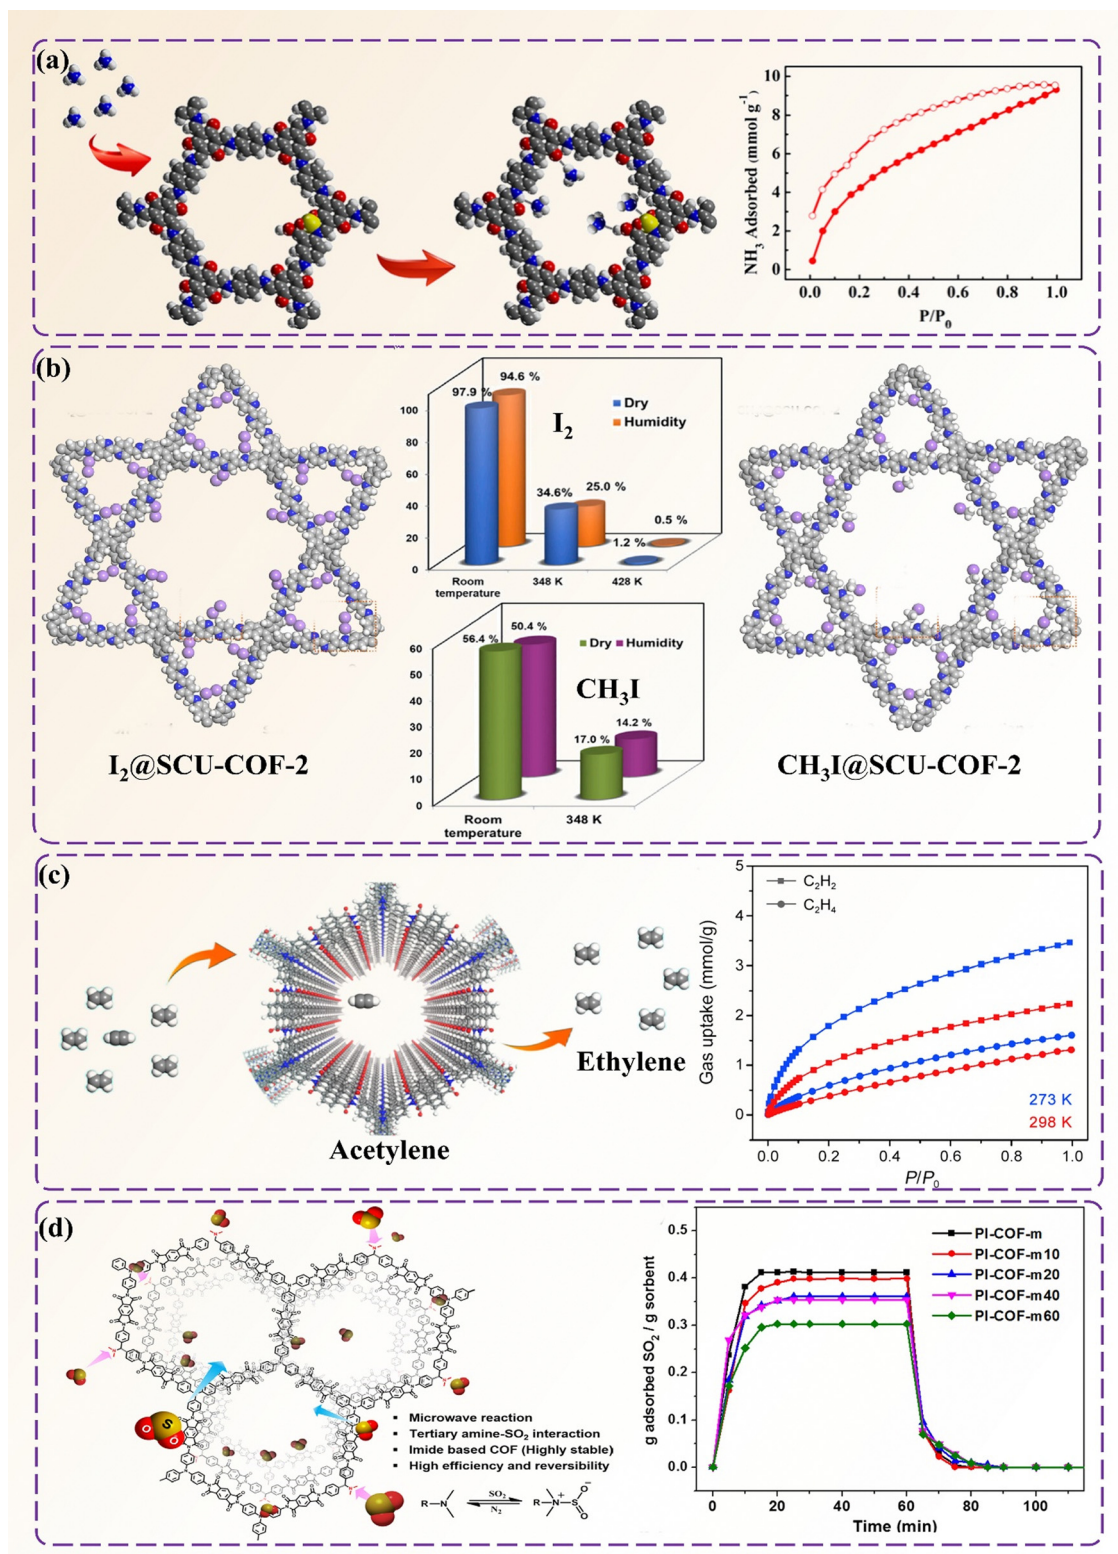 (a)
NH3 Adsorbed (mmol g-1)
10
8
6
4
2
0
0.0 0.2 0.4 0.6 0.8 1.0
P/P0
(b)
97.9 %
94.6 %
I2
Dry
Humidity
100
80
60
40
20
0
34.6%
25.0 %
1.2 %
0.5 %
Room temperature
348 K
428 K
56.4 %
50.4 %
Dry Humidity
CH3I
60
50
40
30
20
10
0
17.0 %
14.2 %
Room temperature
348 K
I2@SCU-COF-2
CH3I@SCU-COF-2
(c)
Acetylene
Ethylene
C2H2
C2H4
Gas uptake (mmol/g)
5
4
3
2
1
0
273 K
298 K
0.0 0.2 0.4 0.6 0.8 1.0
P/P0
(d)
S
O
O
▪ Microwave reaction
▪ Tertiary amine-SO2 interaction
▪ Imide based COF (Highly stable)
▪ High efficiency and reversibility
R N
SO2
N2
R N+ S O- O
g adsorbed SO2 / g sorbent
0.5
0.4
0.3
0.2
0.1
0.0
PI-COF-m
PI-COF-m10
PI-COF-m20
PI-COF-m40
PI-COF-m60
0 20 40 60 80 100
Time (min)